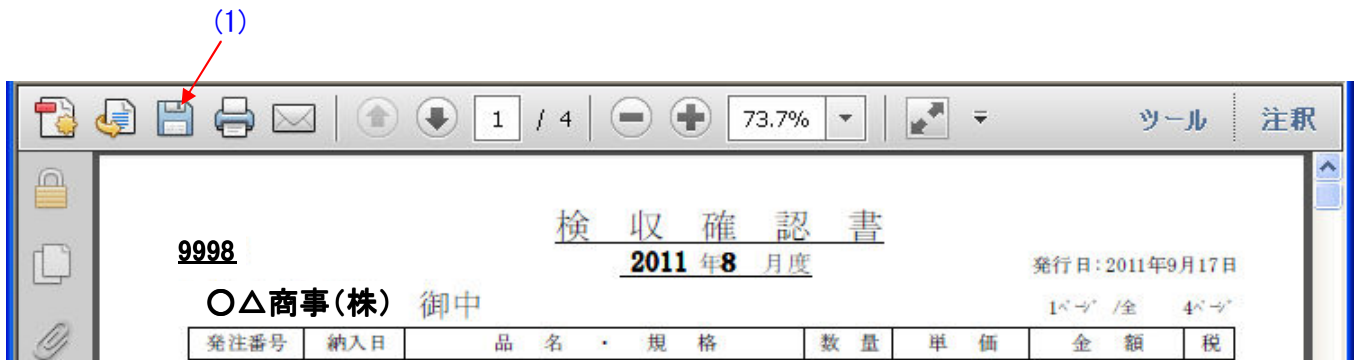 (1)
1 / 4 73.7% ツール 注釈
検 収 確 認 書
9998
2011 年8 月度
発行日:2011年9月17日
〇△商事(株) 御中
1ページ /全 4ページ
発注番号 納入日 品 名 ・ 規 格 数 量 単 価 金 額 税